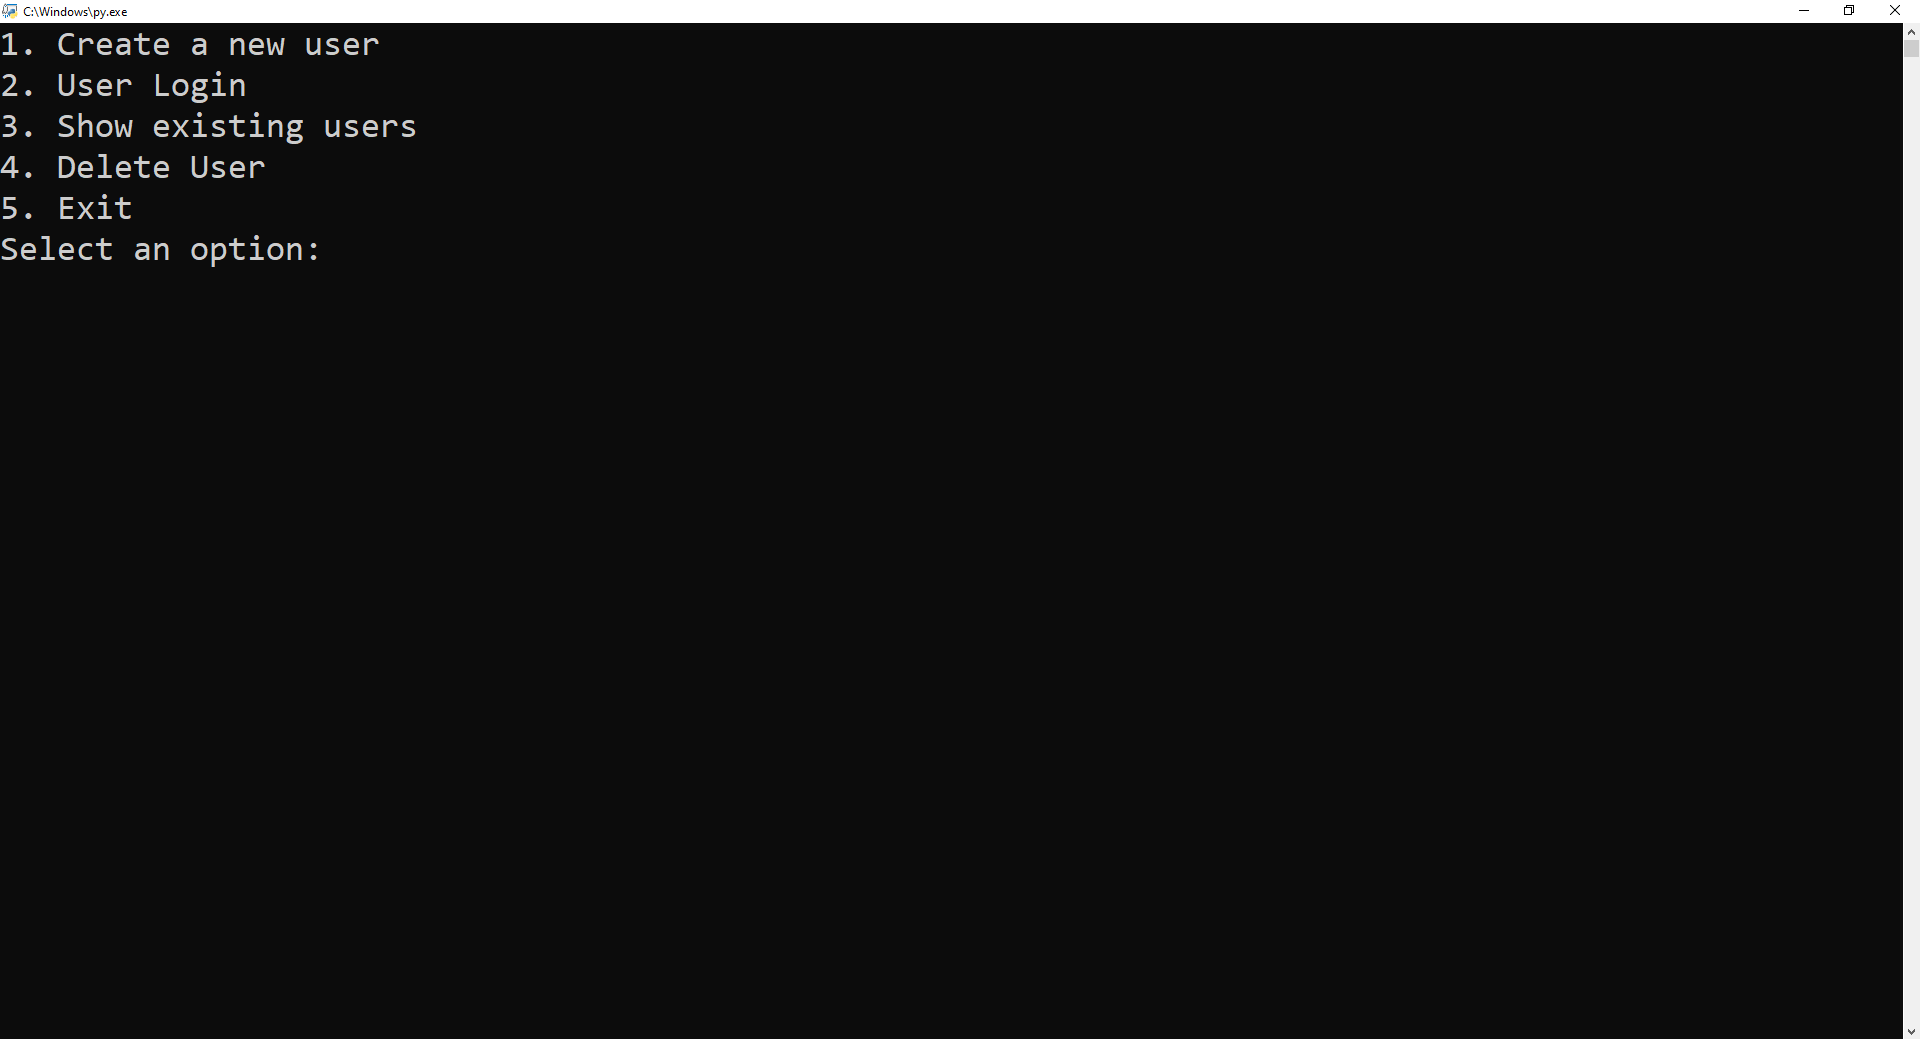 C:\Windows\py.exe
1. Create a new user
2. User Login
3. Show existing users
4. Delete User
5. Exit
Select an option: